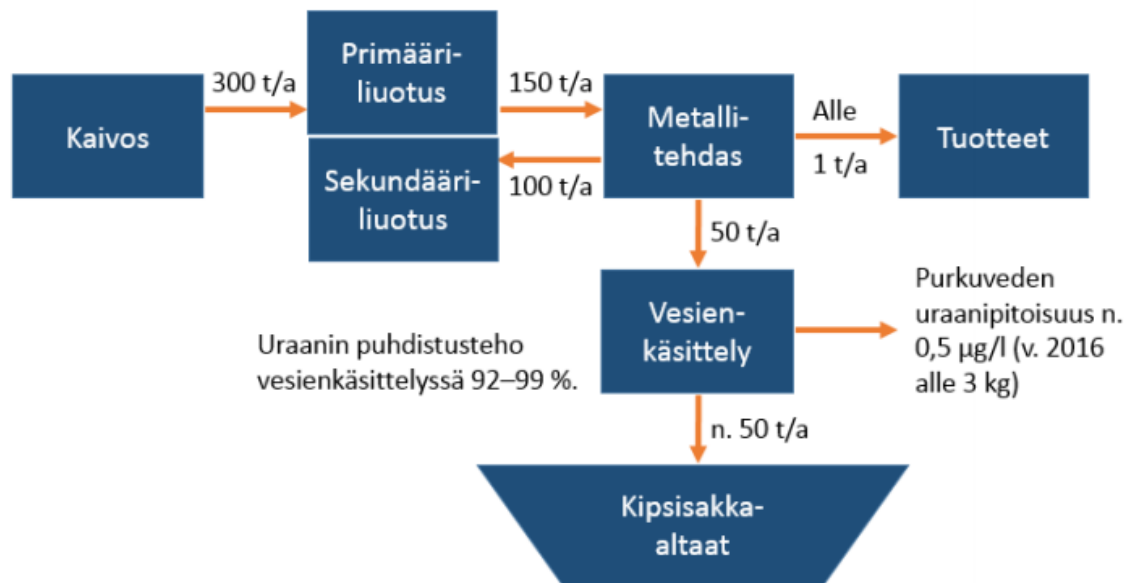 Kaivos
300 t/a
Primääri-
liuotus
150 t/a
Metalli-
tehdas
Alle
1 t/a
Tuotteet
Sekundääri-
liuotus
100 t/a
50 t/a
Vesien-
käsittely
Purkuveden
uraanipitoisuus n.
0,5 µg/l (v. 2016
alle 3 kg)
Uraanin puhdistusteho
vesienkäsittelyssä 92–99 %.
n. 50 t/a
Kipsisakka-
altaat